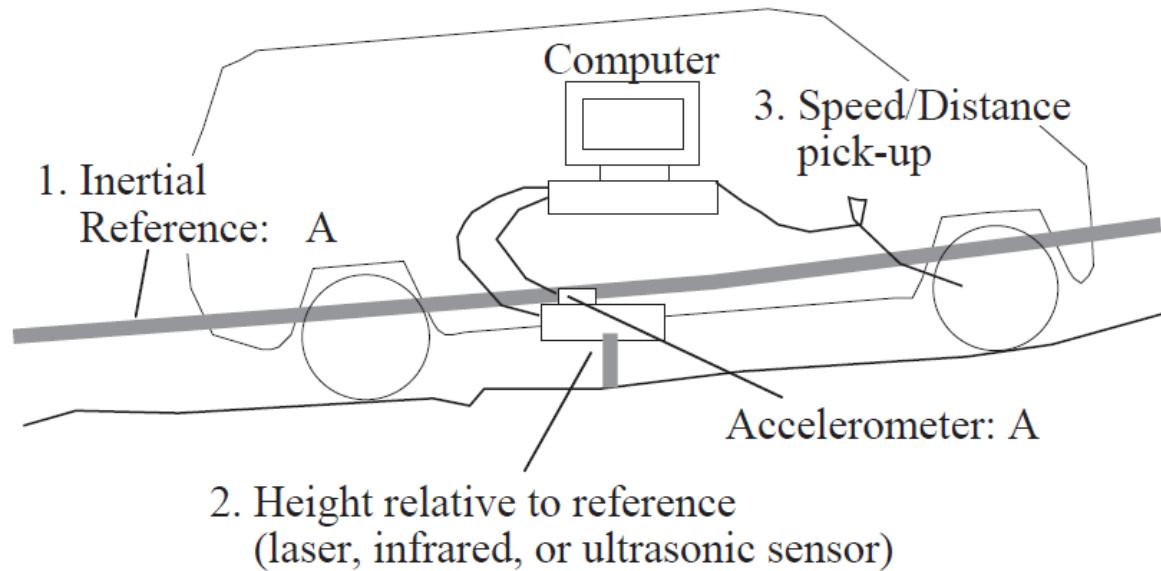 Computer
3. Speed/Distance
pick-up
1. Inertial
Reference: A
Accelerometer: A
2. Height relative to reference
(laser, infrared, or ultrasonic sensor)